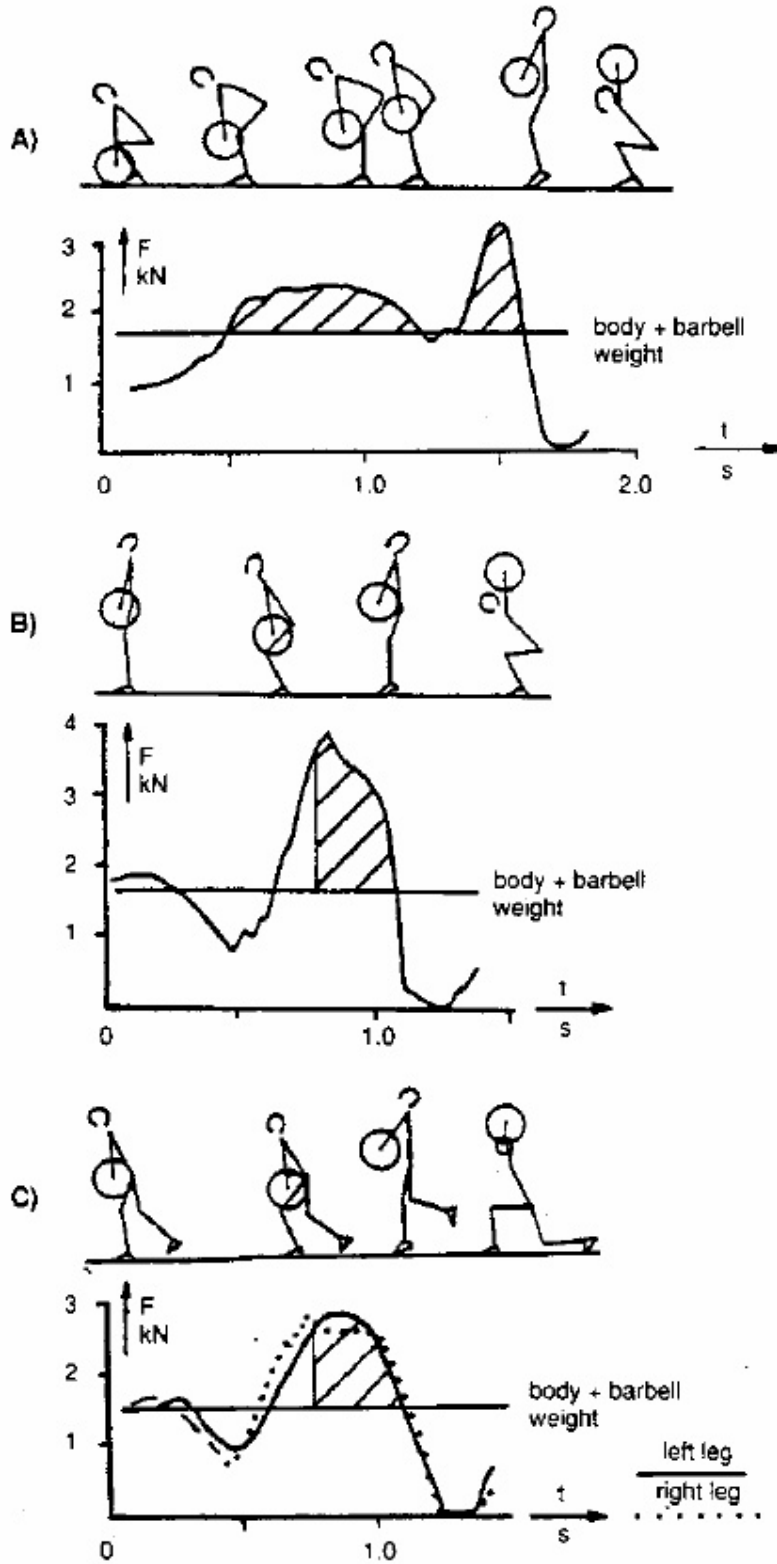 A)
3
F
kN
2
1
body + barbell
weight
t
s
0
1.0
2.0
B)
4
F
kN
3
2
1
body + barbell
weight
t
s
0
1.0
C)
3
F
kN
2
1
body + barbell
weight
left leg
right leg
t
s
0
1.0